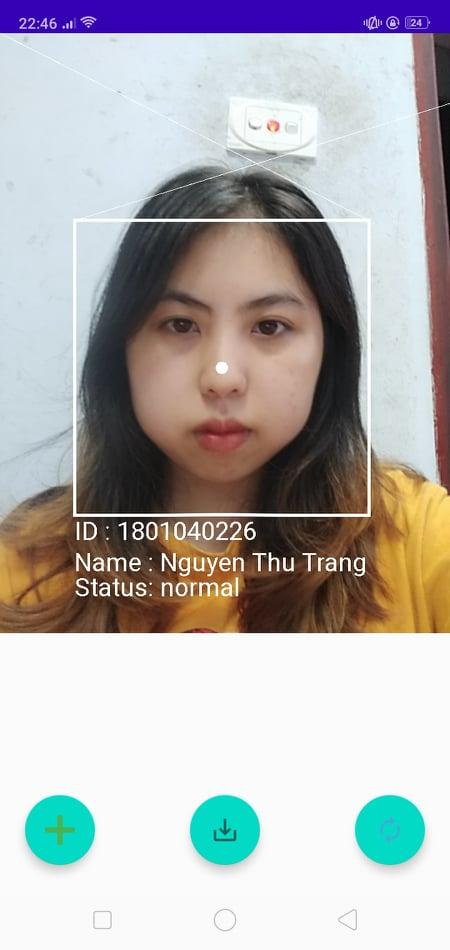 22:46
24
ID : 1801040226
Name : Nguyen Thu Trang
Status: normal